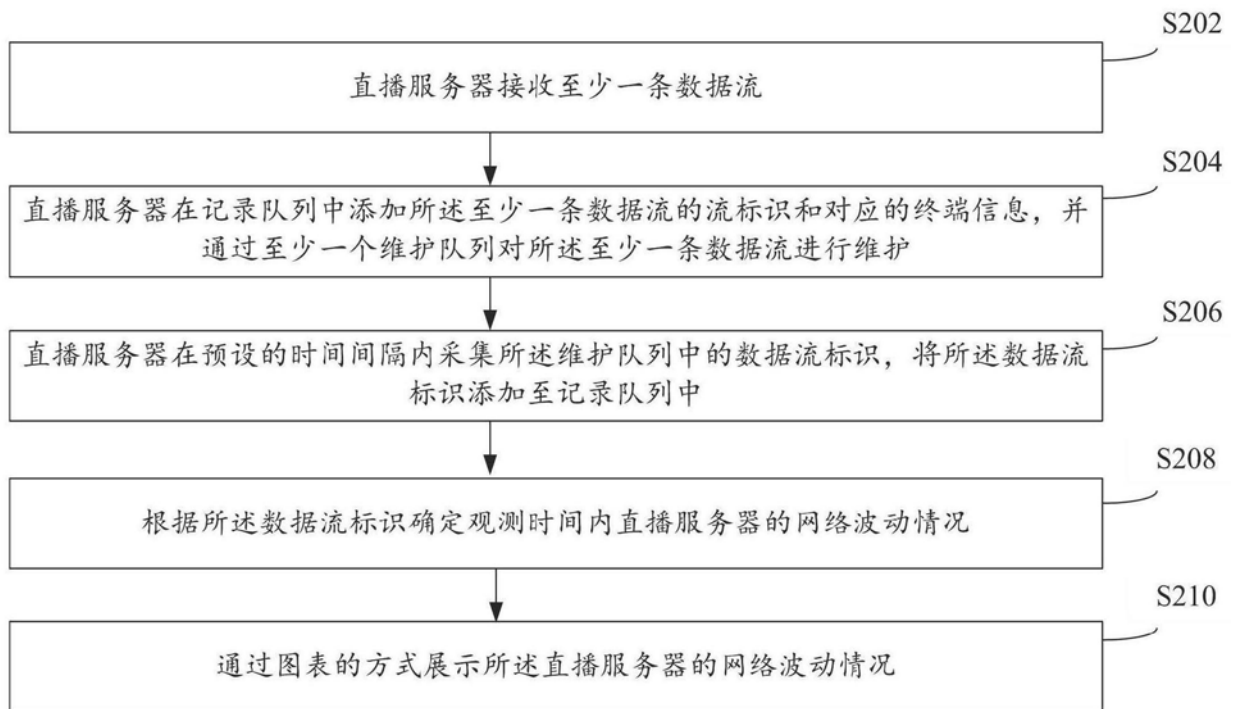 S202
直播服务器接收至少一条数据流
S204
直播服务器在记录队列中添加所述至少一条数据流的流标识和对应的终端信息，并
通过至少一个维护队列对所述至少一条数据流进行维护
S206
直播服务器在预设的时间间隔内采集所述维护队列中的数据流标识，将所述数据流
标识添加至记录队列中
S208
根据所述数据流标识确定观测时间内直播服务器的网络波动情况
S210
通过图表的方式展示所述直播服务器的网络波动情况